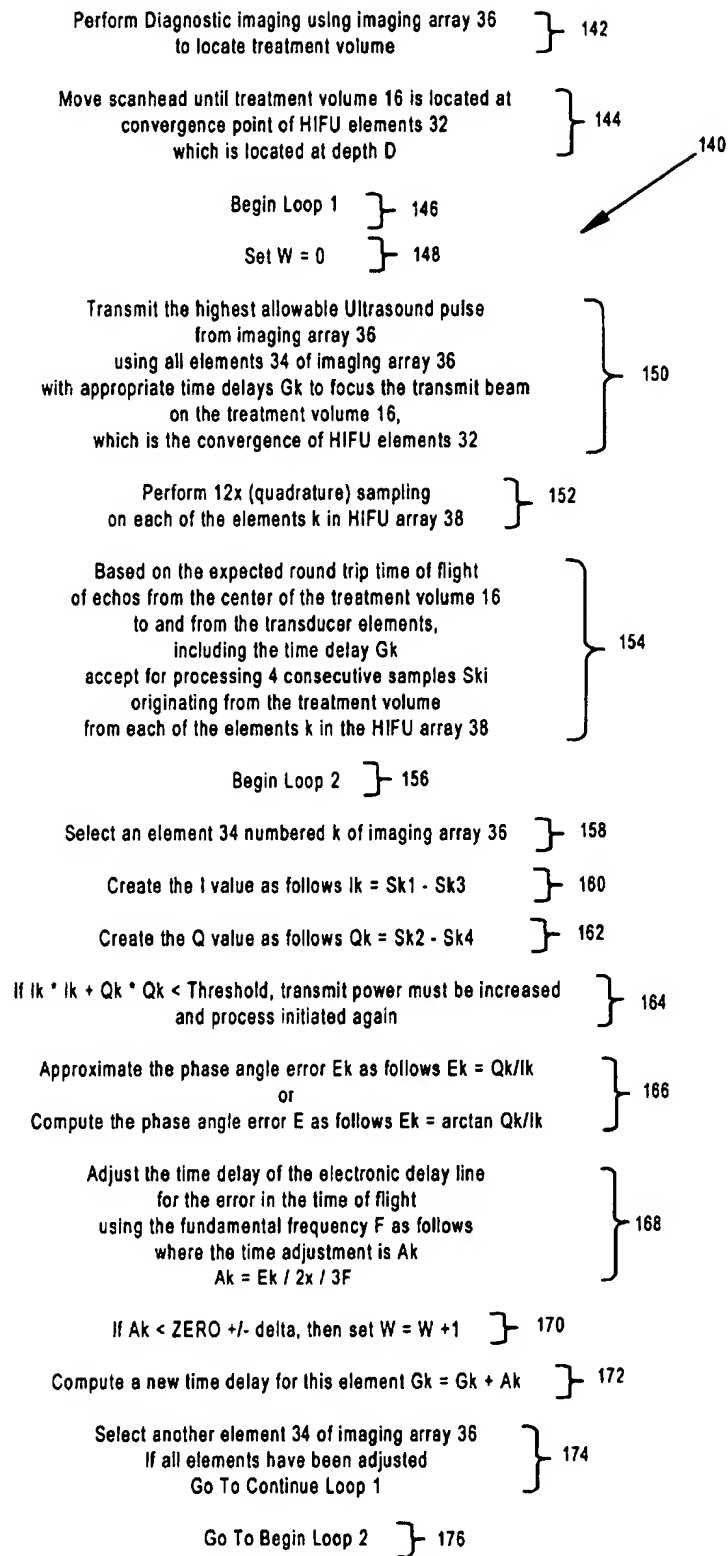 Perform Diagnostic imaging using imaging array 36
to locate treatment volume
142
Move scanhead until treatment volume 16 is located at
convergence point of HIFU elements 32
which is located at depth D
144
140
Begin Loop 1
146
Set W = 0
148
Transmit the highest allowable Ultrasound pulse
from imaging array 36
using all elements 34 of imaging array 36
with appropriate time delays Gk to focus the transmit beam
on the treatment volume 16,
which is the convergence of HIFU elements 32
150
Perform 12x (quadrature) sampling
on each of the elements k in HIFU array 38
152
Based on the expected round trip time of flight
of echos from the center of the treatment volume 16
to and from the transducer elements,
including the time delay Gk
accept for processing 4 consecutive samples Ski
originating from the treatment volume
from each of the elements k in the HIFU array 38
154
Begin Loop 2
156
Select an element 34 numbered k of imaging array 36
158
Create the I value as follows Ik = Sk1 - Sk3
160
Create the Q value as follows Qk = Sk2 - Sk4
162
If Ik * Ik + Qk * Qk < Threshold, transmit power must be increased
and process initiated again
164
Approximate the phase angle error Ek as follows Ek = Qk/Ik
or
Compute the phase angle error E as follows Ek = arctan Qk/Ik
166
Adjust the time delay of the electronic delay line
for the error in the time of flight
using the fundamental frequency F as follows
where the time adjustment is Ak
Ak = Ek / 2x / 3F
168
If Ak < ZERO +/- delta, then set W = W +1
170
Compute a new time delay for this element Gk = Gk + Ak
172
Select another element 34 of imaging array 36
If all elements have been adjusted
Go To Continue Loop 1
174
Go To Begin Loop 2
176